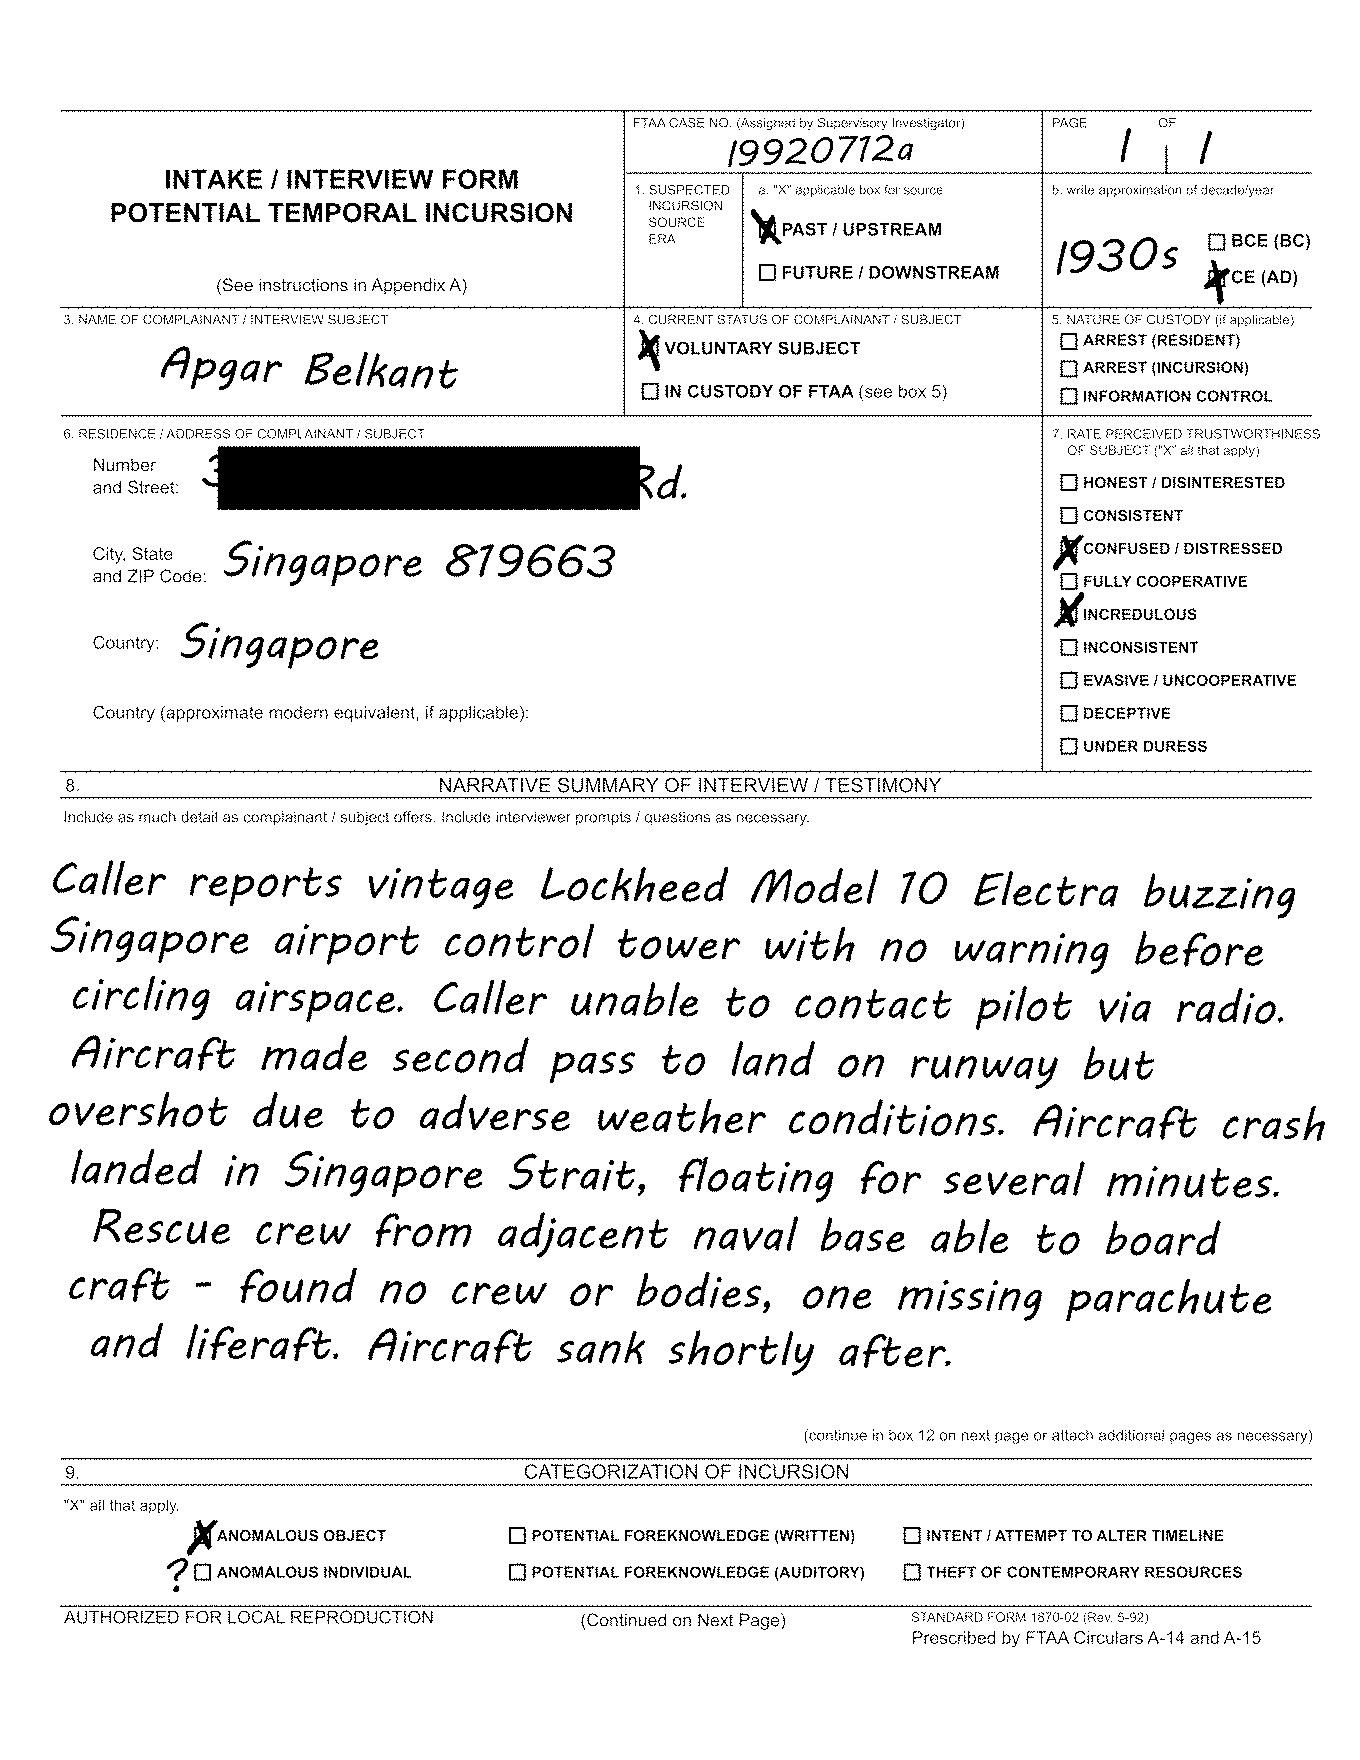 INTAKE / INTERVIEW FORM
POTENTIAL TEMPORAL INCURSION
(See instructions in Appendix A)
FTAA CASE NO. (Assigned by Supervisory Investigator)
19920712a
PAGE OF
1 1
1. SUSPECTED
INCURSION
SOURCE
ERA
a. "X" applicable box for source
X PAST / UPSTREAM
☐ FUTURE / DOWNSTREAM
b. write approximation of decade/year
1930s
☐ BCE (BC)
X CE (AD)
3. NAME OF COMPLAINANT / INTERVIEW SUBJECT
Apgar Belkant
4. CURRENT STATUS OF COMPLAINANT / SUBJECT
X VOLUNTARY SUBJECT
☐ IN CUSTODY OF FTAA (see box 5)
5. NATURE OF CUSTODY (if applicable)
☐ ARREST (RESIDENT)
☐ ARREST (INCURSION)
☐ INFORMATION CONTROL
6. RESIDENCE / ADDRESS OF COMPLAINANT / SUBJECT
Number
and Street: 3 Rd.
City, State
and ZIP Code: Singapore 819663
Country: Singapore
Country (approximate modern equivalent, if applicable):
7. RATE PERCEIVED TRUSTWORTHINESS
OF SUBJECT ("X" all that apply)
☐ HONEST / DISINTERESTED
☐ CONSISTENT
X CONFUSED / DISTRESSED
☐ FULLY COOPERATIVE
X INCREDULOUS
☐ INCONSISTENT
☐ EVASIVE / UNCOOPERATIVE
☐ DECEPTIVE
☐ UNDER DURESS
8. NARRATIVE SUMMARY OF INTERVIEW / TESTIMONY
Include as much detail as complainant / subject offers. Include interviewer prompts / questions as necessary.
Caller reports vintage Lockheed Model 10 Electra buzzing
Singapore airport control tower with no warning before
circling airspace. Caller unable to contact pilot via radio.
Aircraft made second pass to land on runway but
overshot due to adverse weather conditions. Aircraft crash
landed in Singapore Strait, floating for several minutes.
Rescue crew from adjacent naval base able to board
craft - found no crew or bodies, one missing parachute
and liferaft. Aircraft sank shortly after.
(continue in box 12 on next page or attach additional pages as necessary)
9. CATEGORIZATION OF INCURSION
"X" all that apply.
X ANOMALOUS OBJECT
? ☐ ANOMALOUS INDIVIDUAL
☐ POTENTIAL FOREKNOWLEDGE (WRITTEN)
☐ POTENTIAL FOREKNOWLEDGE (AUDITORY)
☐ INTENT / ATTEMPT TO ALTER TIMELINE
☐ THEFT OF CONTEMPORARY RESOURCES
AUTHORIZED FOR LOCAL REPRODUCTION
(Continued on Next Page)
STANDARD FORM 1870-02 (Rev. 5-92)
Prescribed by FTAA Circulars A-14 and A-15